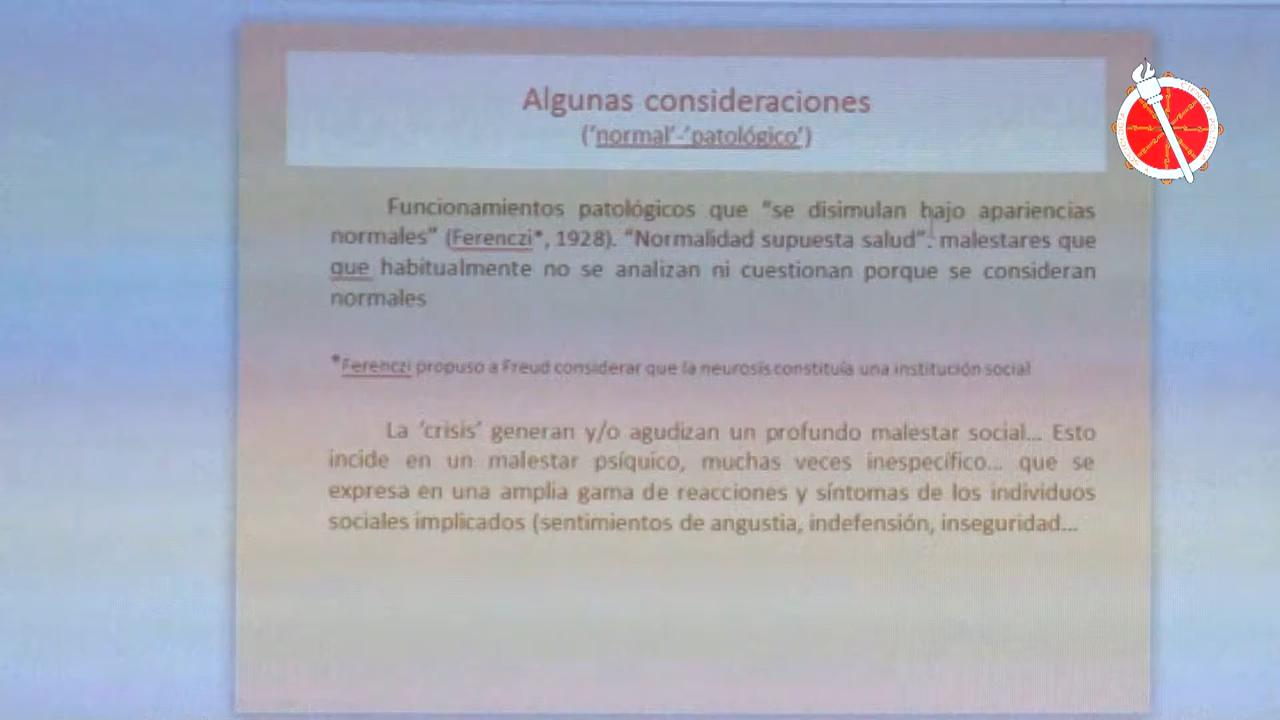 Algunas consideraciones
('normal'-'patológico')
Funcionamientos patológicos que "se disimulan bajo apariencias
normales" (Ferenczi*, 1928). "Normalidad supuesta salud": malestares que
que habitualmente no se analizan ni cuestionan porque se consideran
normales
*Ferenczi propuso a Freud considerar que la neurosis constituía una institución social
La 'crisis' generan y/o agudizan un profundo malestar social... Esto
incide en un malestar psíquico, muchas veces inespecífico... que se
expresa en una amplia gama de reacciones y síntomas de los individuos
sociales implicados (sentimientos de angustia, indefensión, inseguridad...